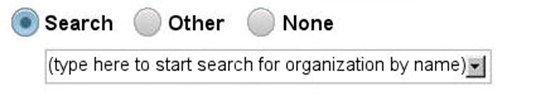 Search Other None
(type here to start search for organization by name)